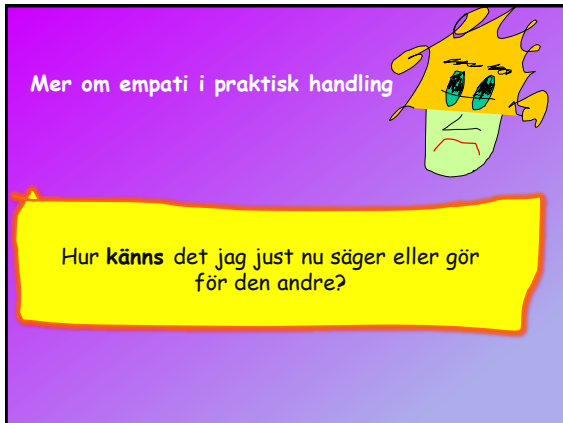 Mer om empati i praktisk handling
Hur känns det jag just nu säger eller gör
för den andre?